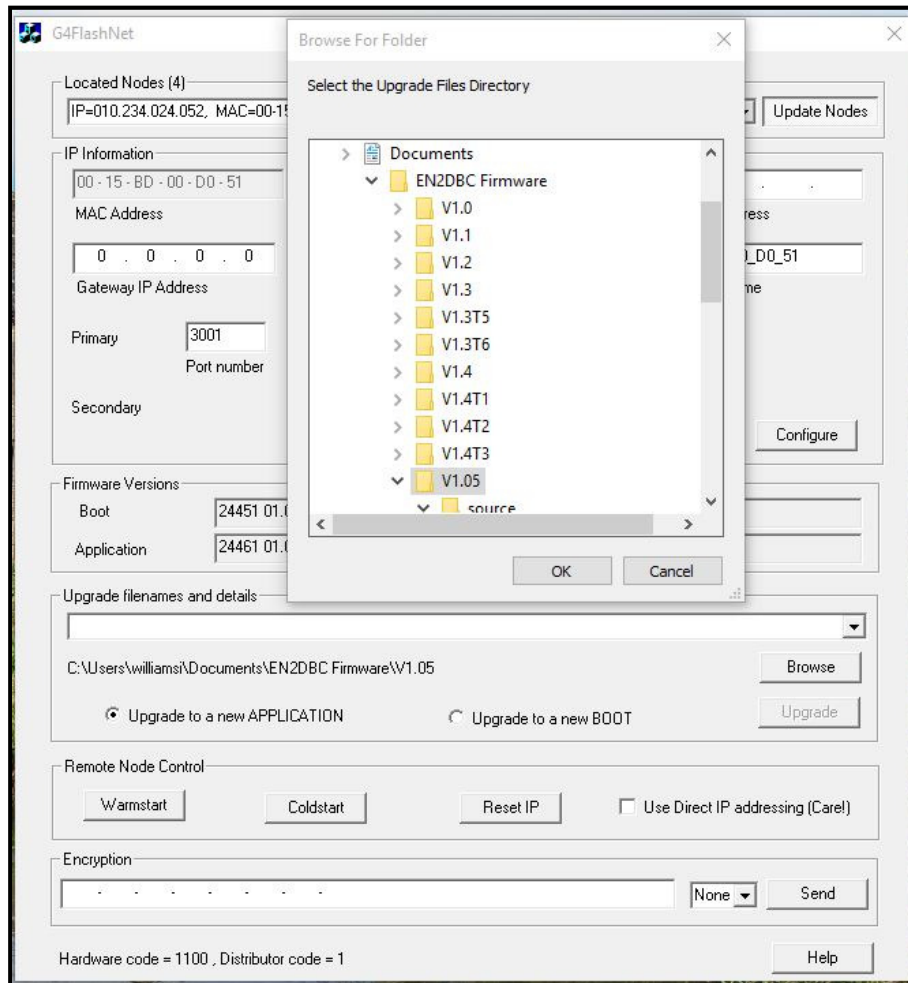 G4FlashNet
Browse For Folder
Select the Upgrade Files Directory
Documents
EN2DBC Firmware
V1.0
V1.1
V1.2
V1.3
V1.3T5
V1.3T6
V1.4
V1.4T1
V1.4T2
V1.4T3
V1.05
source
OK Cancel
Located Nodes (4)
IP=010.234.024.052, MAC=00-15 Update Nodes
IP Information
00 - 15 - BD - 00 - D0 - 51 . .
MAC Address ress
0 . 0 . 0 . 0 )_D0_51
Gateway IP Address me
Primary 3001
Port number
Secondary
Configure
Firmware Versions
Boot 24451 01.0
Application 24461 01.0
Upgrade filenames and details
C:\Users\williamsi\Documents\EN2DBC Firmware\V1.05 Browse
Upgrade to a new APPLICATION Upgrade to a new BOOT Upgrade
Remote Node Control
Warmstart Coldstart Reset IP Use Direct IP addressing (Care!)
Encryption
- - - - - - - None Send
Hardware code = 1100 , Distributor code = 1 Help